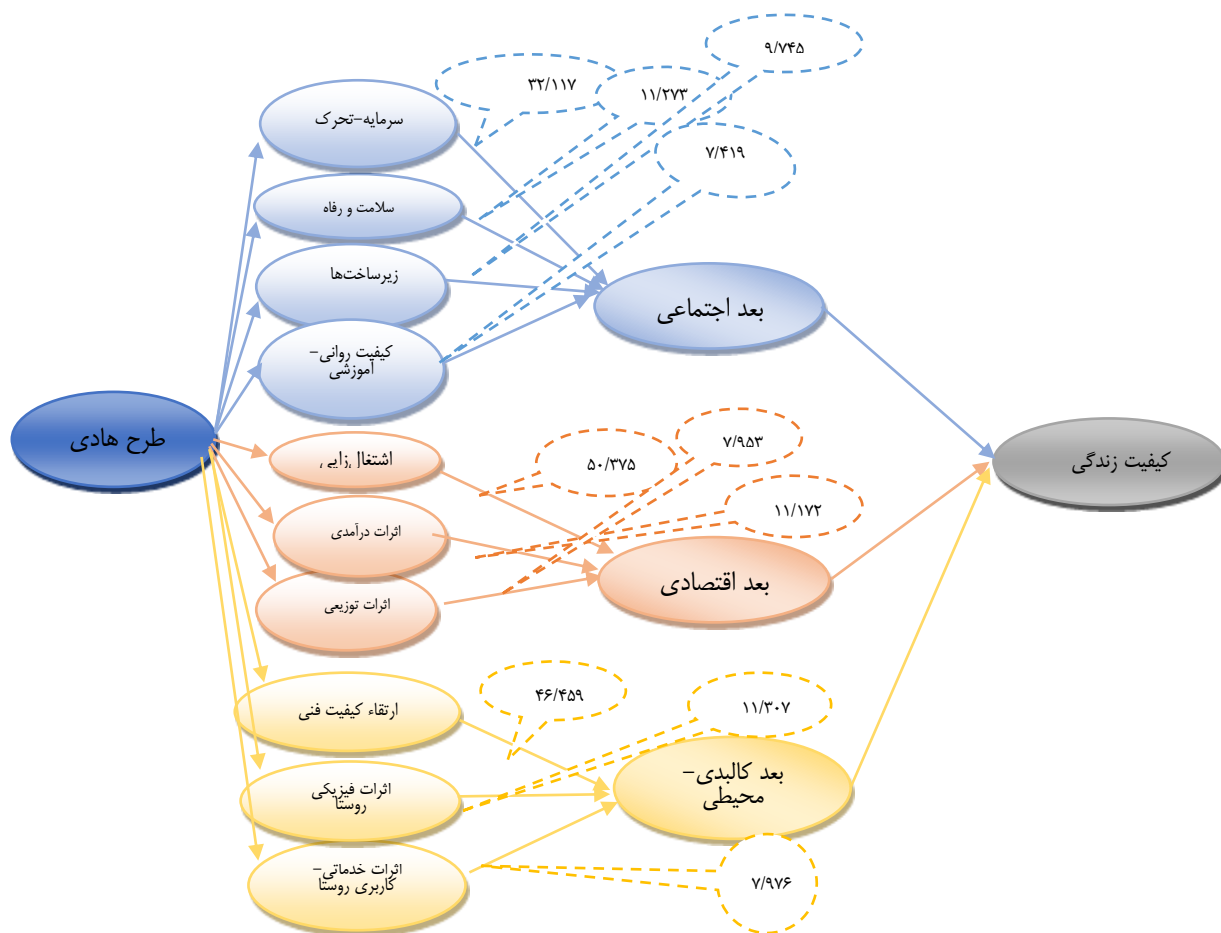 ۹/۷۴۵
۳۲/۱۱۷
۱۱/۲۷۳
سرمایه-تحرک
۷/۴۱۹
سلامت و رفاه
زیرساخت‌ها
بعد اجتماعی
کیفیت روانی-
آموزشی
طرح هادی
۷/۹۵۳
اشتغال‌زایی
۵۰/۳۷۵
کیفیت زندگی
۱۱/۱۷۲
اثرات درآمدی
بعد اقتصادی
اثرات توزیعی
۴۶/۴۵۹
ارتقاء کیفیت فنی
۱۱/۳۰۷
بعد کالبدی-
محیطی
اثرات فیزیکی
روستا
اثرات خدماتی-
کاربری روستا
۷/۹۷۶